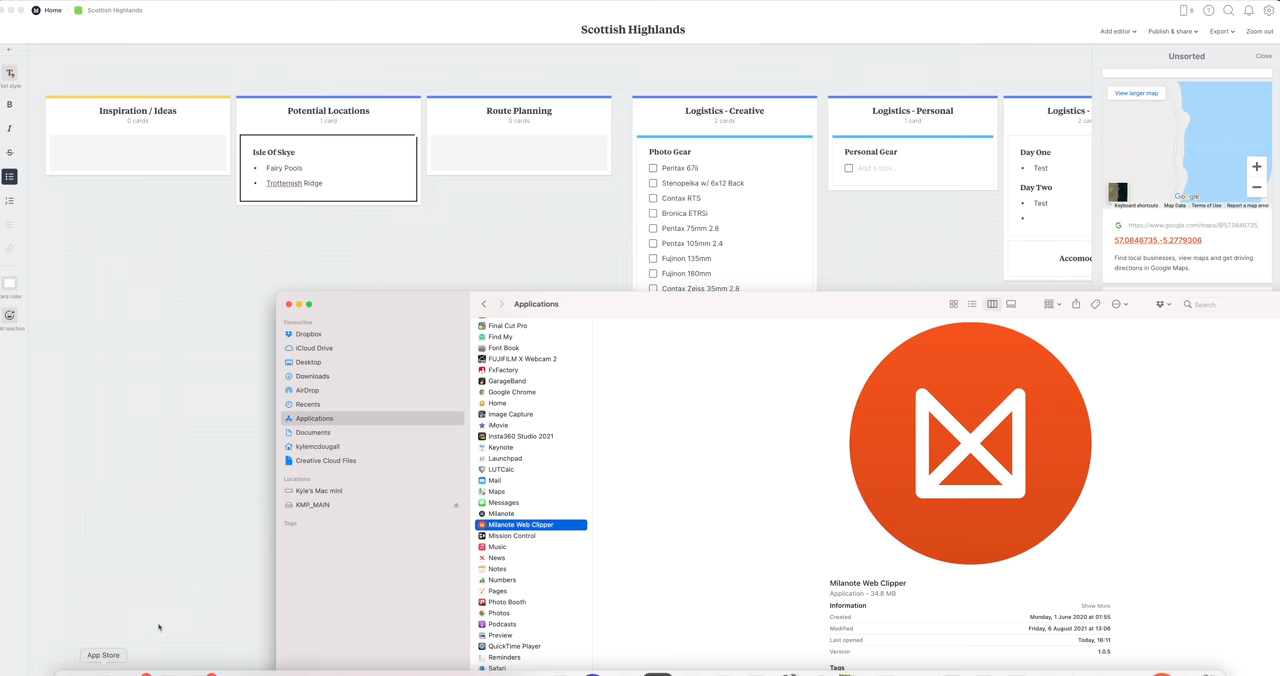 Home
Scottish Highlands
6
Scottish Highlands
Add editor
Publish & share
Export
Zoom out
Text style
B
I
S
Card color
Add reaction
Inspiration / Ideas
0 cards
Potential Locations
1 card
Isle Of Skye
• Fairy Pools
• Trotternish Ridge
Route Planning
0 cards
Logistics - Creative
2 cards
Photo Gear
Pentax 67ii
Stenopeika w/ 6x12 Back
Contax RTS
Bronica ETRSi
Pentax 75mm 2.8
Pentax 105mm 2.4
Fujinon 135mm
Fujinon 180mm
Contax Zeiss 35mm 2.8
Logistics - Personal
1 card
Personal Gear
Add a task..
Logistics -
2 car
Day One
• Test
Day Two
• Test
•
Accomod
Unsorted
Close
View larger map
+
−
Google
Keyboard shortcuts
Map Data
Terms of Use
Report a map error
https://www.google.com/maps/@57.0846735,
57.0846735,-5.2779306
Find local businesses, view maps and get driving
directions in Google Maps.
Applications
Search
Favourites
Dropbox
iCloud Drive
Desktop
Downloads
AirDrop
Recents
Applications
Documents
kylemcdougall
Creative Cloud Files
Locations
Kyle's Mac mini
KMP_MAIN
Tags
Final Cut Pro
Find My
Font Book
FUJIFILM X Webcam 2
FxFactory
GarageBand
Google Chrome
Home
Image Capture
iMovie
Insta360 Studio 2021
Keynote
Launchpad
LUTCalc
Mail
Maps
Messages
Milanote
Milanote Web Clipper
Mission Control
Music
News
Notes
Numbers
Pages
Photo Booth
Photos
Podcasts
Preview
QuickTime Player
Reminders
Safari
Milanote Web Clipper
Application - 34.8 MB
Information
Show More
Created
Monday, 1 June 2020 at 01:55
Modified
Friday, 6 August 2021 at 13:06
Last opened
Today, 16:11
Version
1.0.5
Tags
App Store